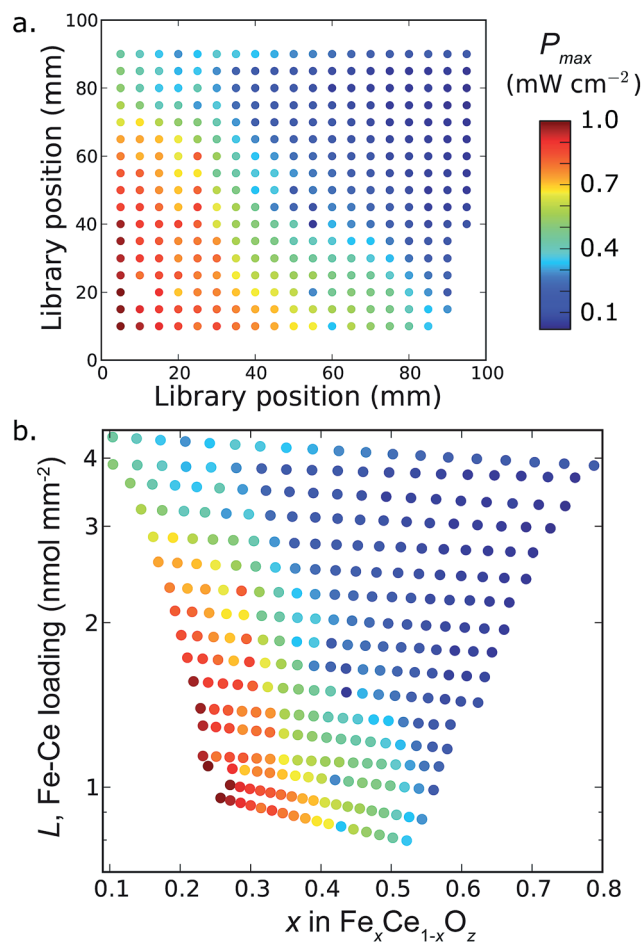 a.
Library position (mm)
100
80
60
40
20
0
0 20 40 60 80 100
Library position (mm)
P_max
(mW cm⁻²)
1.0
0.7
0.4
0.1
b.
L, Fe-Ce loading (nmol mm⁻²)
4
3
2
1
0.1 0.2 0.3 0.4 0.5 0.6 0.7 0.8
x in FeₓCe₁₋ₓO_z